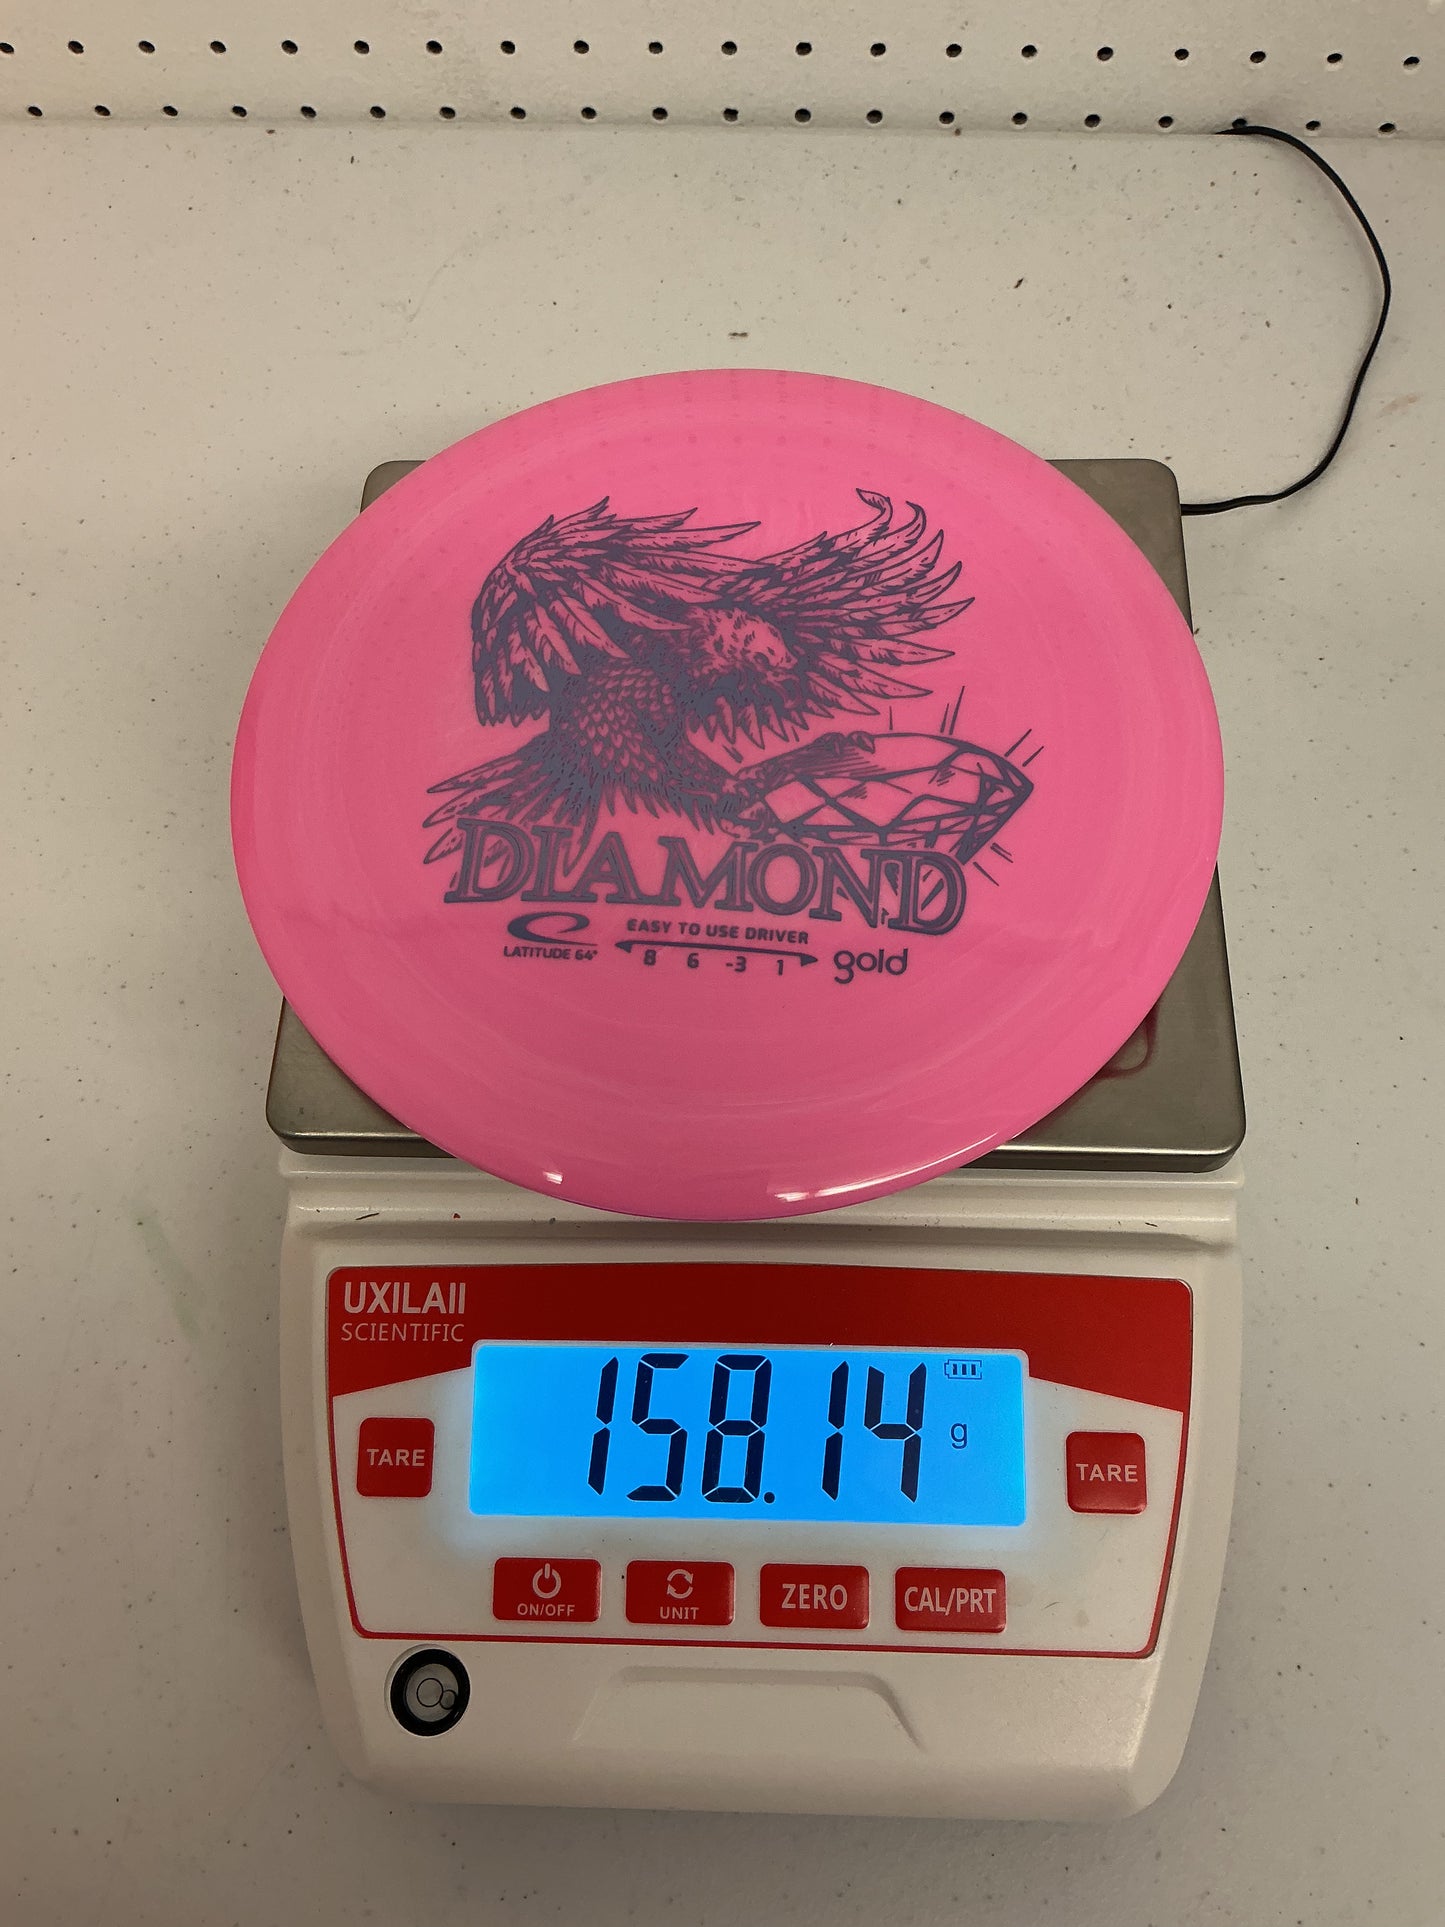 DIAMOND
EASY TO USE DRIVER
LATITUDE 64°
8 6 -3 1
gold
UXILAII
SCIENTIFIC
158.14 g
TARE
TARE
ON/OFF
UNIT
ZERO
CAL/PRT